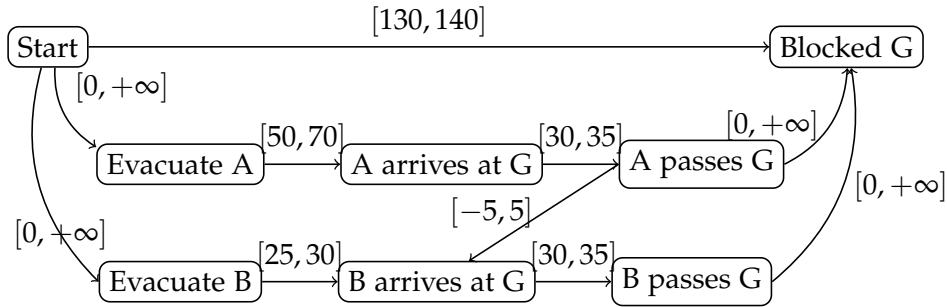 [130, 140]
Start
Blocked G
[0, +∞]
[50, 70]
[30, 35]
[0, +∞]
Evacuate A
A arrives at G
A passes G
[−5, 5]
[0, +∞]
[0, +∞]
[25, 30]
[30, 35]
Evacuate B
B arrives at G
B passes G